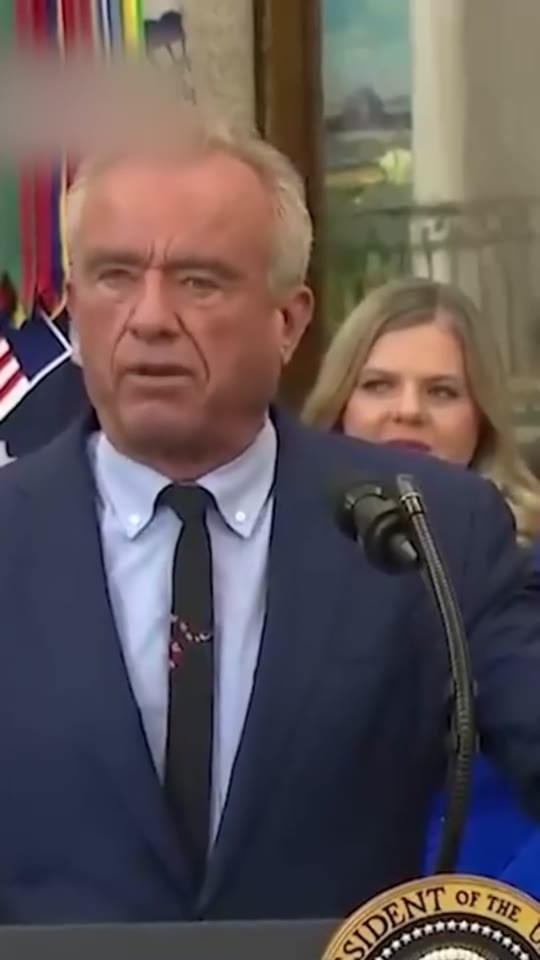 SIDENT OF THE U